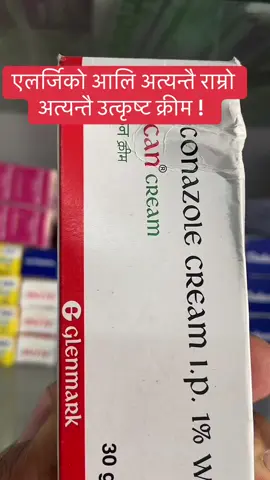 एलर्जिको आलि अत्यन्तै राम्रो
अत्यन्तै उत्कृष्ट क्रीम !
conazole cream I.P. 1% w
can® cream
न क्रीम
Glenmark
30 g